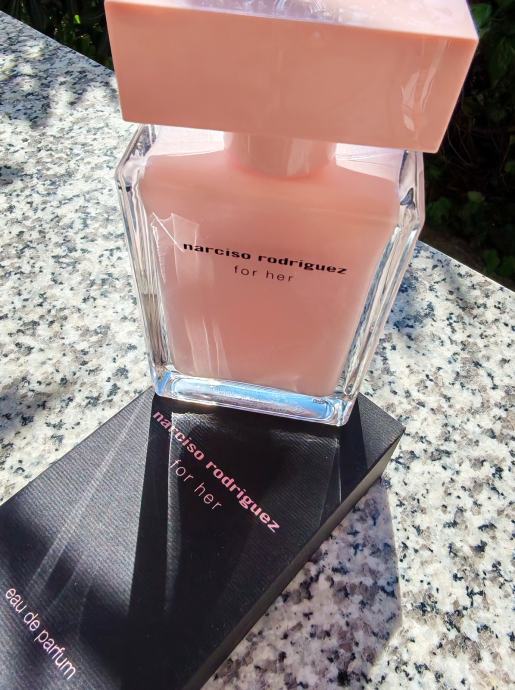 narciso rodriguez
for her
narciso rodriguez
for her
eau de parfum